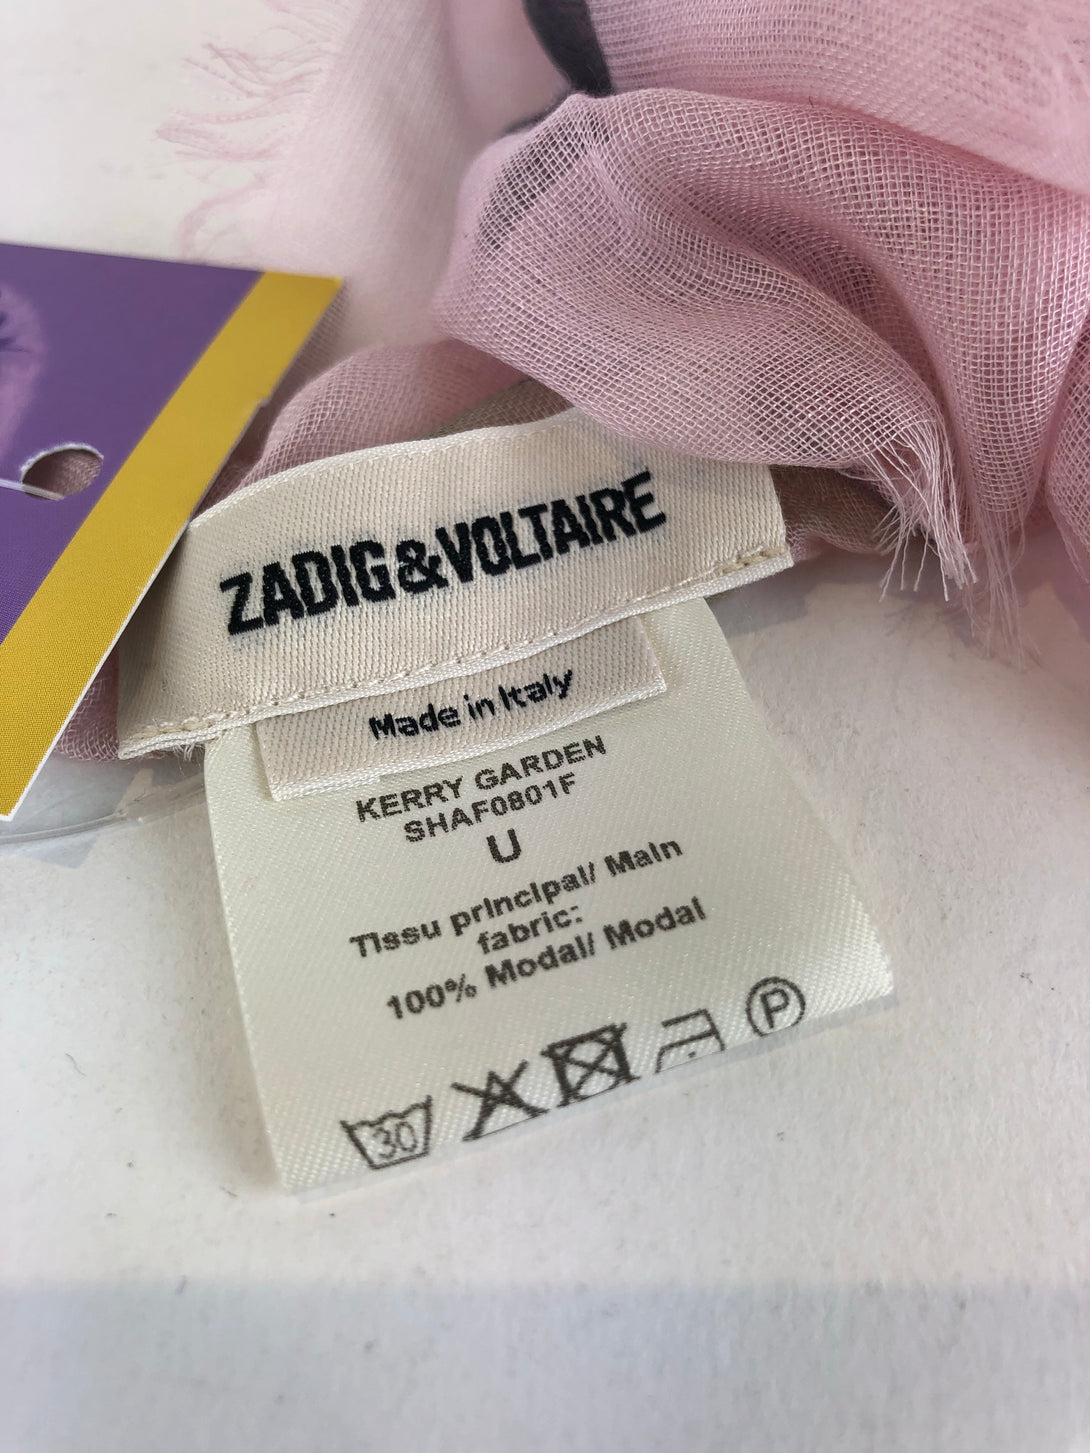 ZADIG&VOLTAIRE
Made in Italy
KERRY GARDEN
SHAF0801F
U
Tissu principal/ Main
fabric:
100% Modal/ Modal
30
P